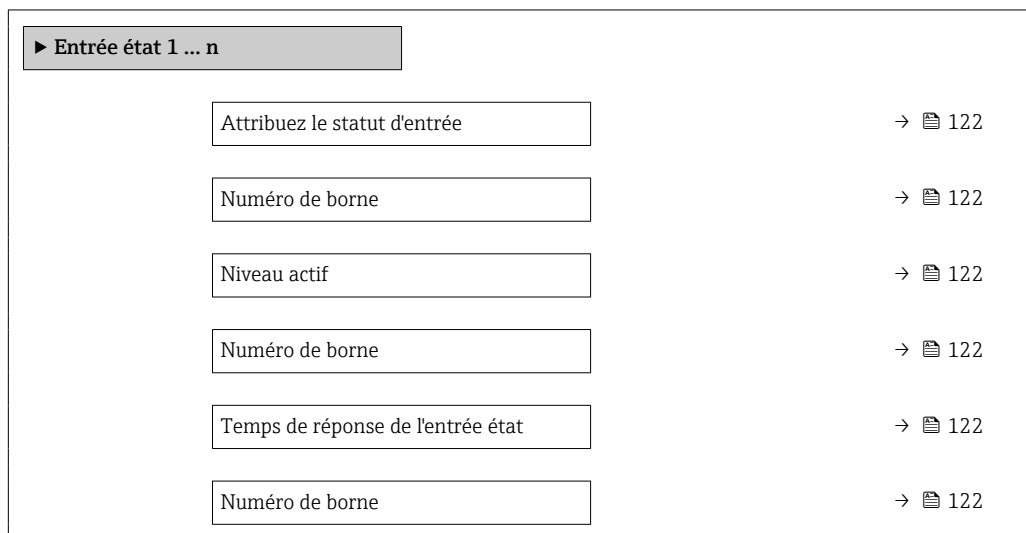 ▶ Entrée état 1 ... n
Attribuez le statut d'entrée → 122
Numéro de borne → 122
Niveau actif → 122
Numéro de borne → 122
Temps de réponse de l'entrée état → 122
Numéro de borne → 122